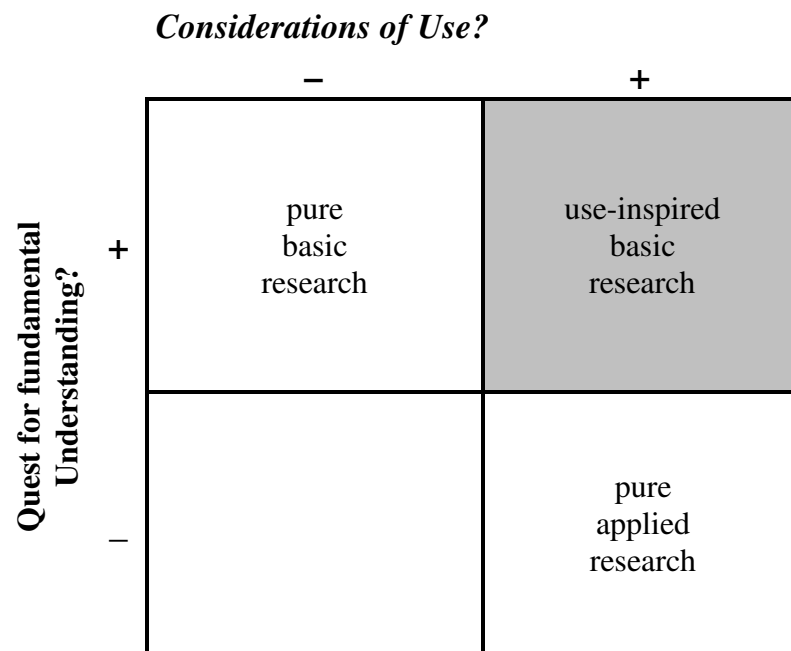 Considerations of Use?
– +
Quest for fundamental
Understanding?
+
pure
basic
research
use-inspired
basic
research
–
pure
applied
research